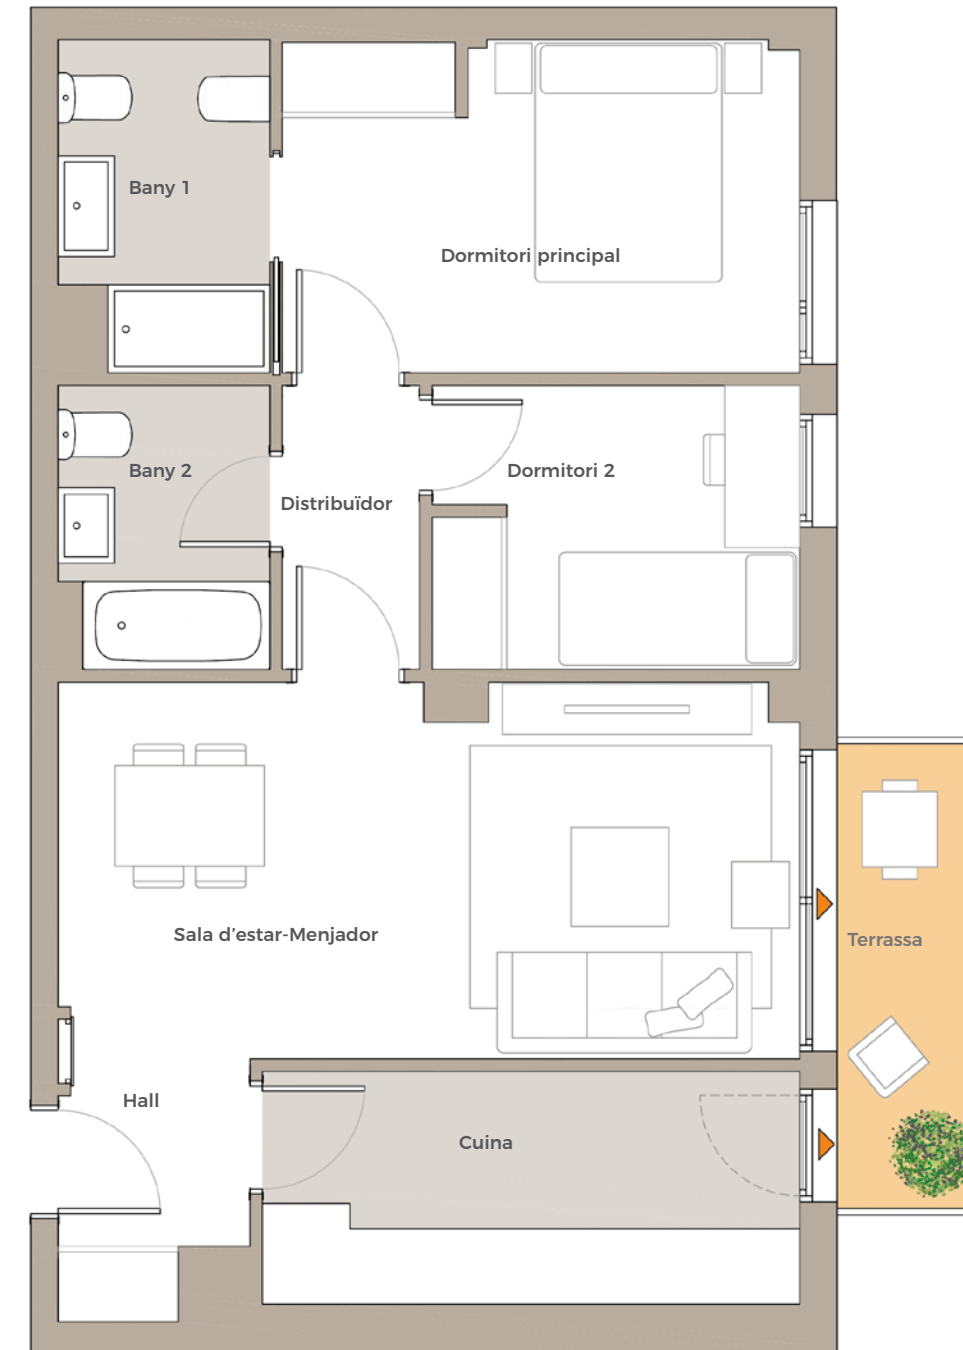 Bany 1
Dormitori principal
Bany 2
Dormitori 2
Distribuïdor
Sala d’estar-Menjador
Terrassa
Hall
Cuina